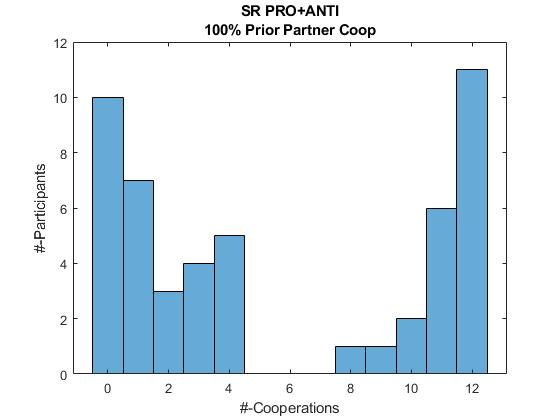 SR PRO+ANTI
100% Prior Partner Coop
12
10
8
6
4
2
0
#-Participants
0 2 4 6 8 10 12
#-Cooperations